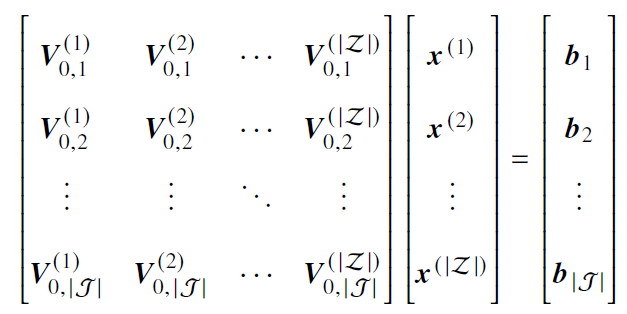 V_{0,1}^{(1)} V_{0,1}^{(2)} ⋯ V_{0,1}^{(|𝒵|)} x^{(1)} b_1
V_{0,2}^{(1)} V_{0,2}^{(2)} ⋯ V_{0,2}^{(|𝒵|)} x^{(2)} = b_2
⋮ ⋮ ⋱ ⋮ ⋮ ⋮
V_{0,|𝒯|}^{(1)} V_{0,|𝒯|}^{(2)} ⋯ V_{0,|𝒯|}^{(|𝒵|)} x^{(|𝒵|)} b_{|𝒯|}